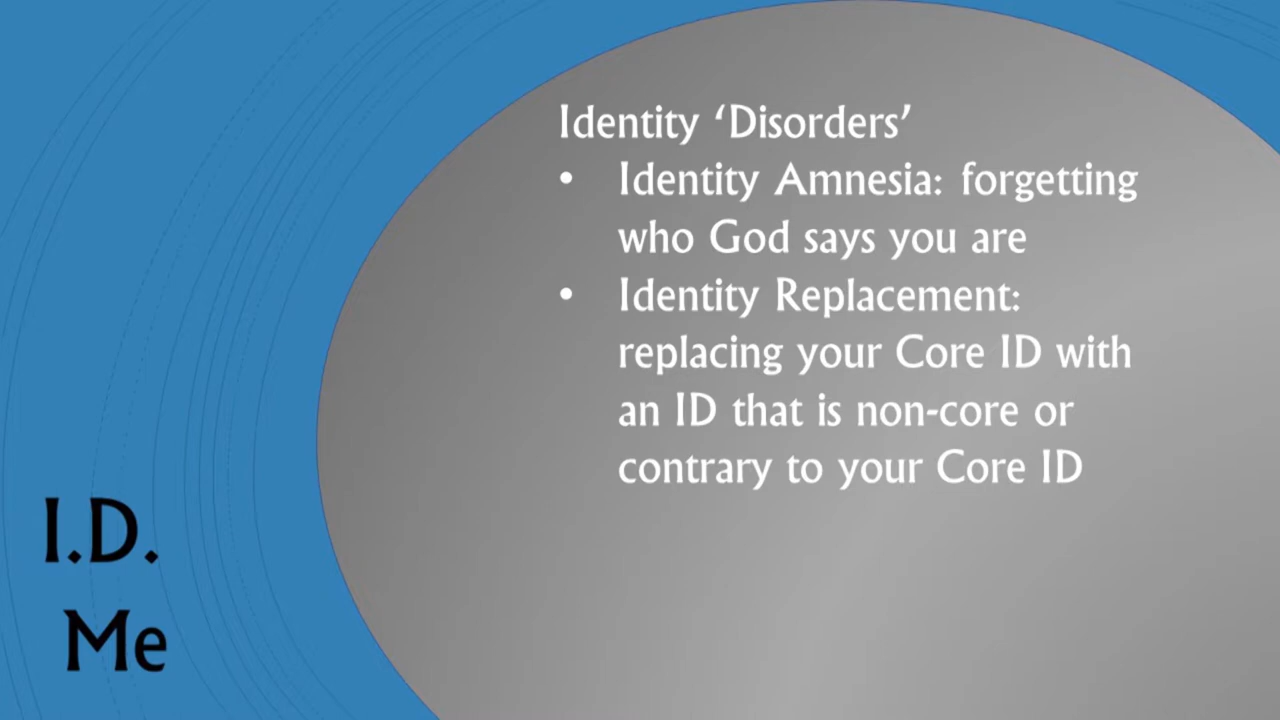 Identity ‘Disorders’
• Identity Amnesia: forgetting
who God says you are
• Identity Replacement:
replacing your Core ID with
an ID that is non-core or
contrary to your Core ID
I.D.
Me